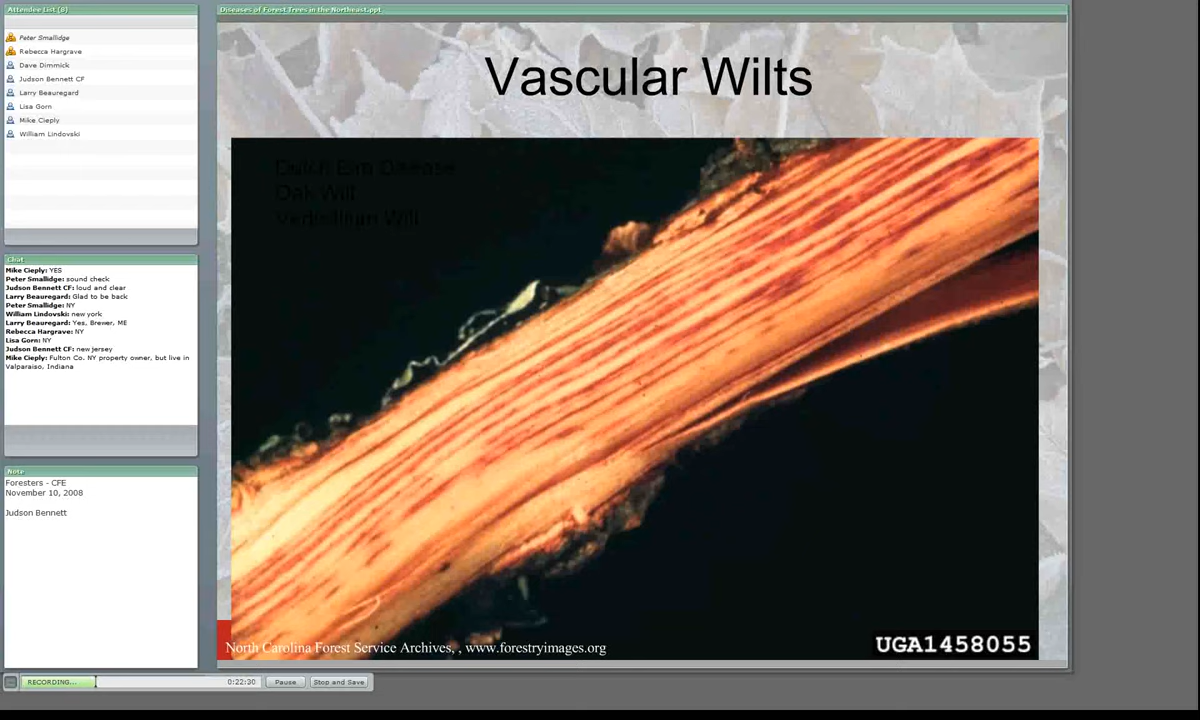 Attendee List (8)
Peter Smallidge
Rebecca Hargrave
Dave Dimmick
Judson Bennett CF
Larry Beauregard
Lisa Gorn
Mike Cieply
William Lindovski
Chat
Mike Cieply: YES
Peter Smallidge: sound check
Judson Bennett CF: loud and clear
Larry Beauregard: Glad to be back
Peter Smallidge: NY
William Lindovski: new york
Larry Beauregard: Yes, Brewer, ME
Rebecca Hargrave: NY
Lisa Gorn: NY
Judson Bennett CF: new jersey
Mike Cieply: Fulton Co. NY property owner, but live in
Valparaiso, Indiana
Note
Foresters - CFE
November 10, 2008
Judson Bennett
Diseases of Forest Trees in the Northeast.ppt
Vascular Wilts
Dutch Elm Disease
Oak Wilt
Verticillium Wilt
North Carolina Forest Service Archives, , www.forestryimages.org
UGA1458055
RECORDING...
0:22:30
Pause
Stop and Save